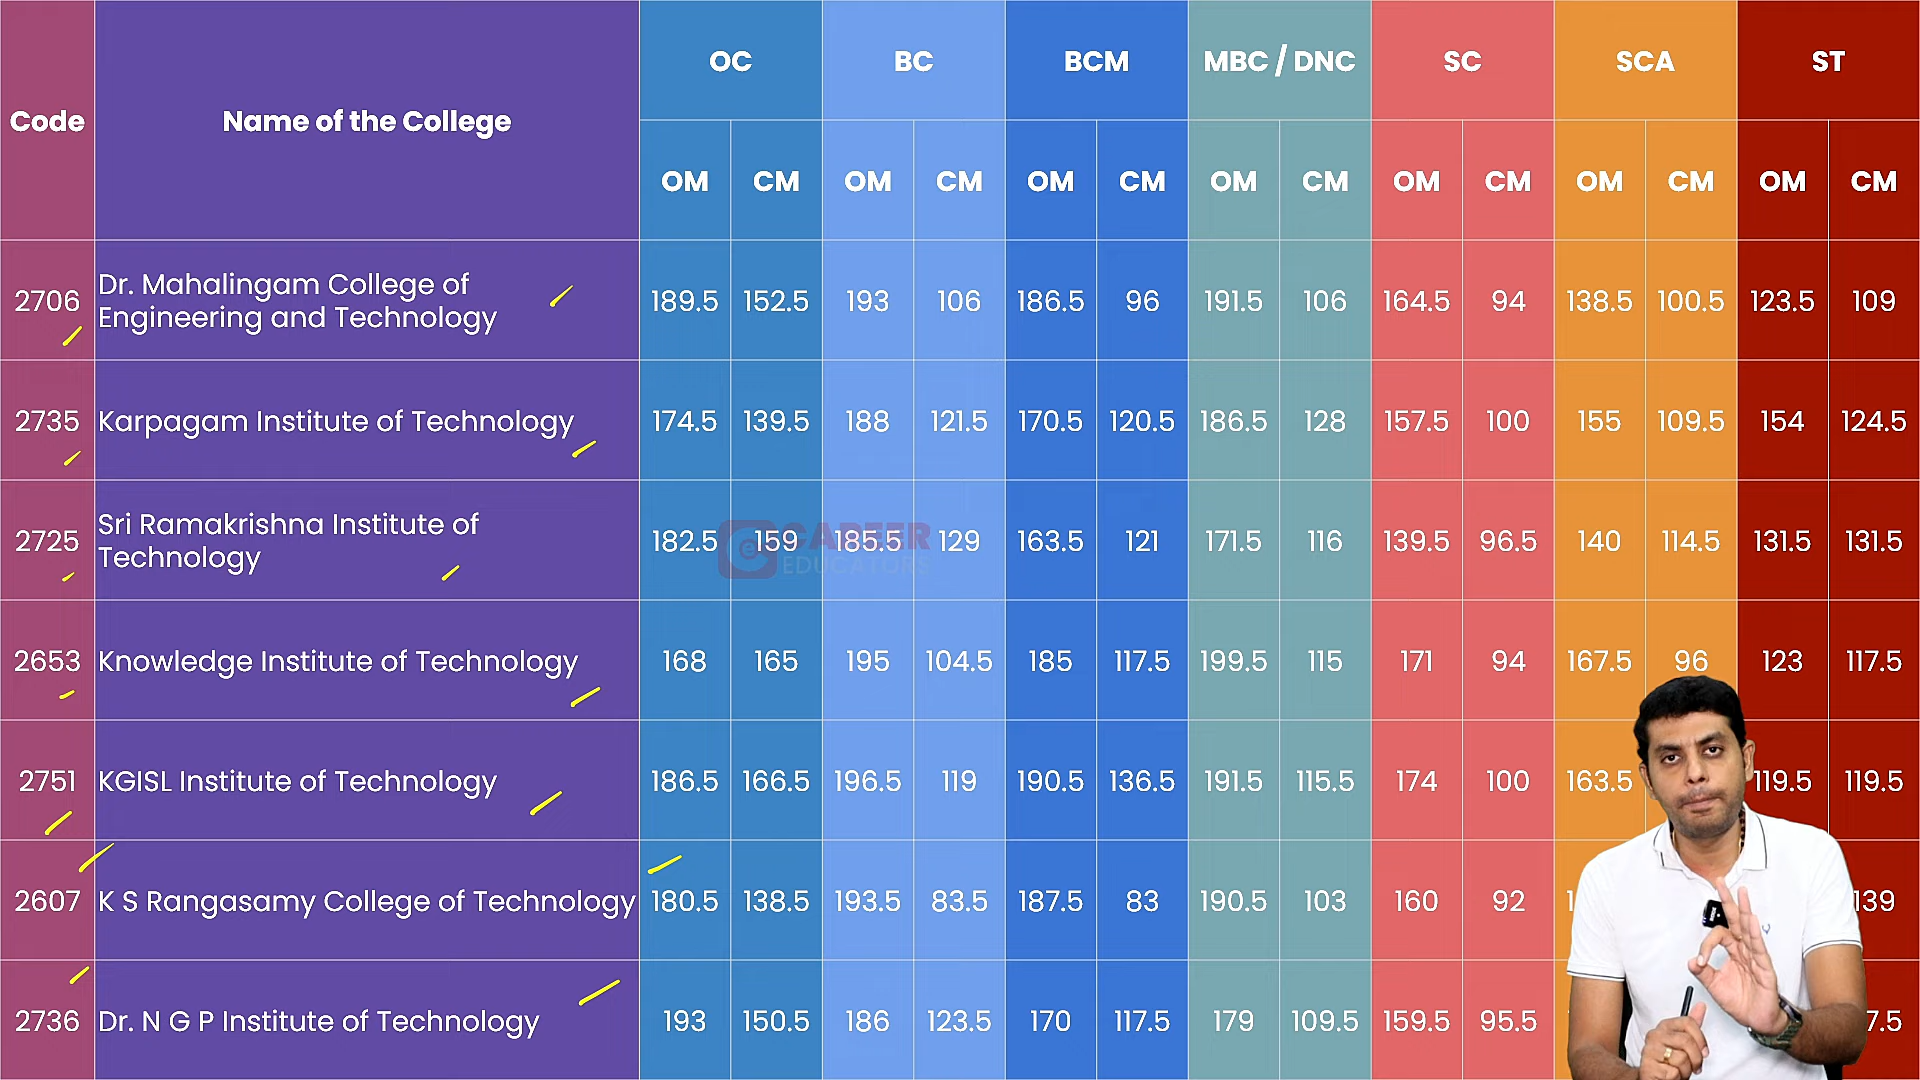 Code Name of the College OC BC BCM MBC / DNC SC SCA ST
OM CM OM CM OM CM OM CM OM CM OM CM OM CM
2706 Dr. Mahalingam College of
Engineering and Technology 189.5 152.5 193 106 186.5 96 191.5 106 164.5 94 138.5 100.5 123.5 109
2735 Karpagam Institute of Technology 174.5 139.5 188 121.5 170.5 120.5 186.5 128 157.5 100 155 109.5 154 124.5
2725 Sri Ramakrishna Institute of
Technology 182.5 159 185.5 129 163.5 121 171.5 116 139.5 96.5 140 114.5 131.5 131.5
CAREER
EDUCATORS
2653 Knowledge Institute of Technology 168 165 195 104.5 185 117.5 199.5 115 171 94 167.5 96 123 117.5
2751 KGISL Institute of Technology 186.5 166.5 196.5 119 190.5 136.5 191.5 115.5 174 100 163.5 119.5 119.5
2607 K S Rangasamy College of Technology 180.5 138.5 193.5 83.5 187.5 83 190.5 103 160 92 139
2736 Dr. N G P Institute of Technology 193 150.5 186 123.5 170 117.5 179 109.5 159.5 95.5